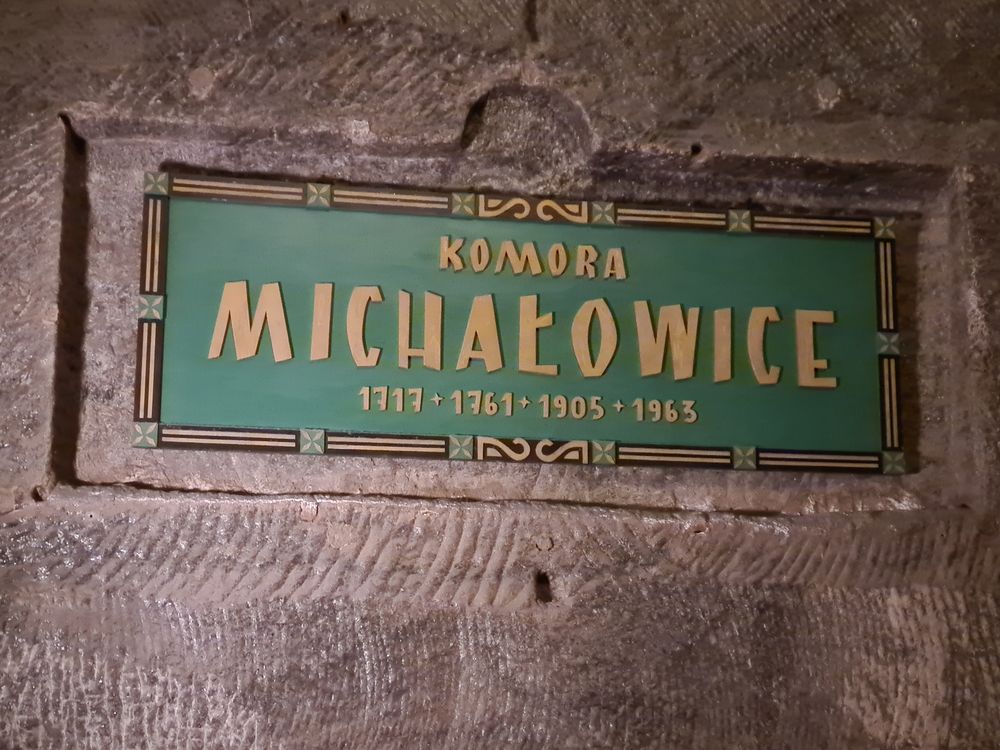 KOMORA
MICHAŁOWICE
1717 + 1761 + 1905 + 1963